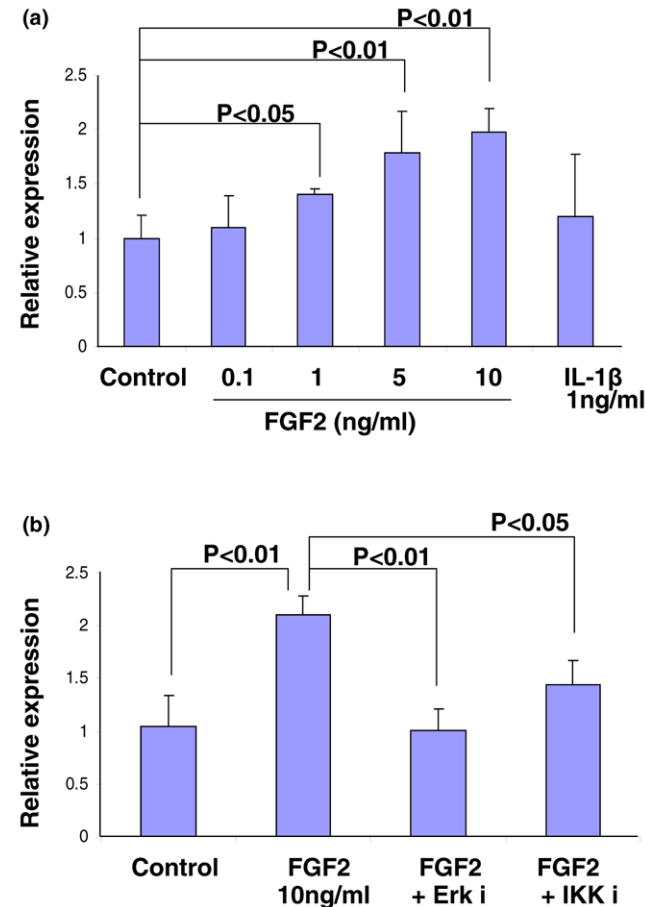 (a)
P<0.01
P<0.01
P<0.05
Relative expression
2.5
2
1.5
1
0.5
0
Control 0.1 1 5 10 IL-1β
1ng/ml
FGF2 (ng/ml)
(b)
P<0.05
P<0.01 P<0.01
Relative expression
2.5
2
1.5
1
0.5
0
Control FGF2 FGF2 FGF2
10ng/ml + Erk i + IKK i